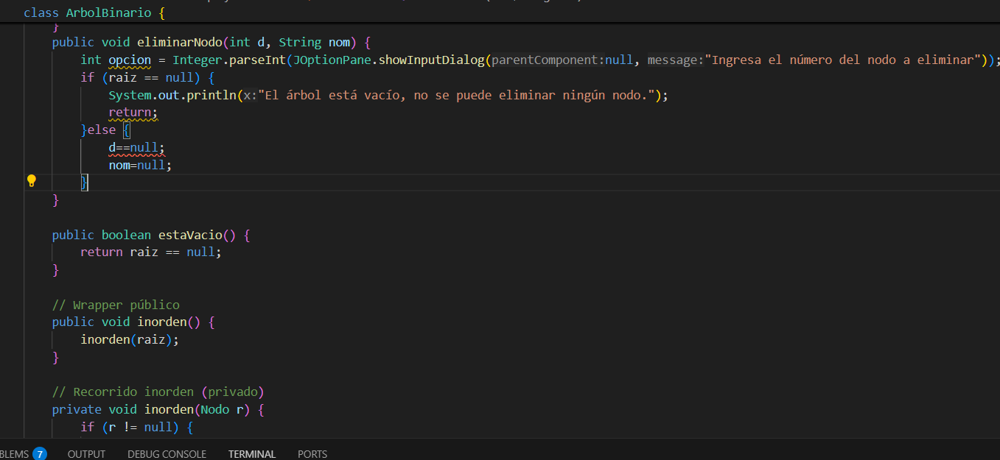 class ArbolBinario {
}
public void eliminarNodo(int d, String nom) {
int opcion = Integer.parseInt(JOptionPane.showInputDialog(parentComponent:null, message:"Ingresa el número del nodo a eliminar"));
if (raiz == null) {
System.out.println(x:"El árbol está vacío, no se puede eliminar ningún nodo.");
return;
}else {
d==null;
nom=null;
}
}
public boolean estaVacio() {
return raiz == null;
}
// Wrapper público
public void inorden() {
inorden(raiz);
}
// Recorrido inorden (privado)
private void inorden(Nodo r) {
if (r != null) {
BLEMS 7 OUTPUT DEBUG CONSOLE TERMINAL PORTS